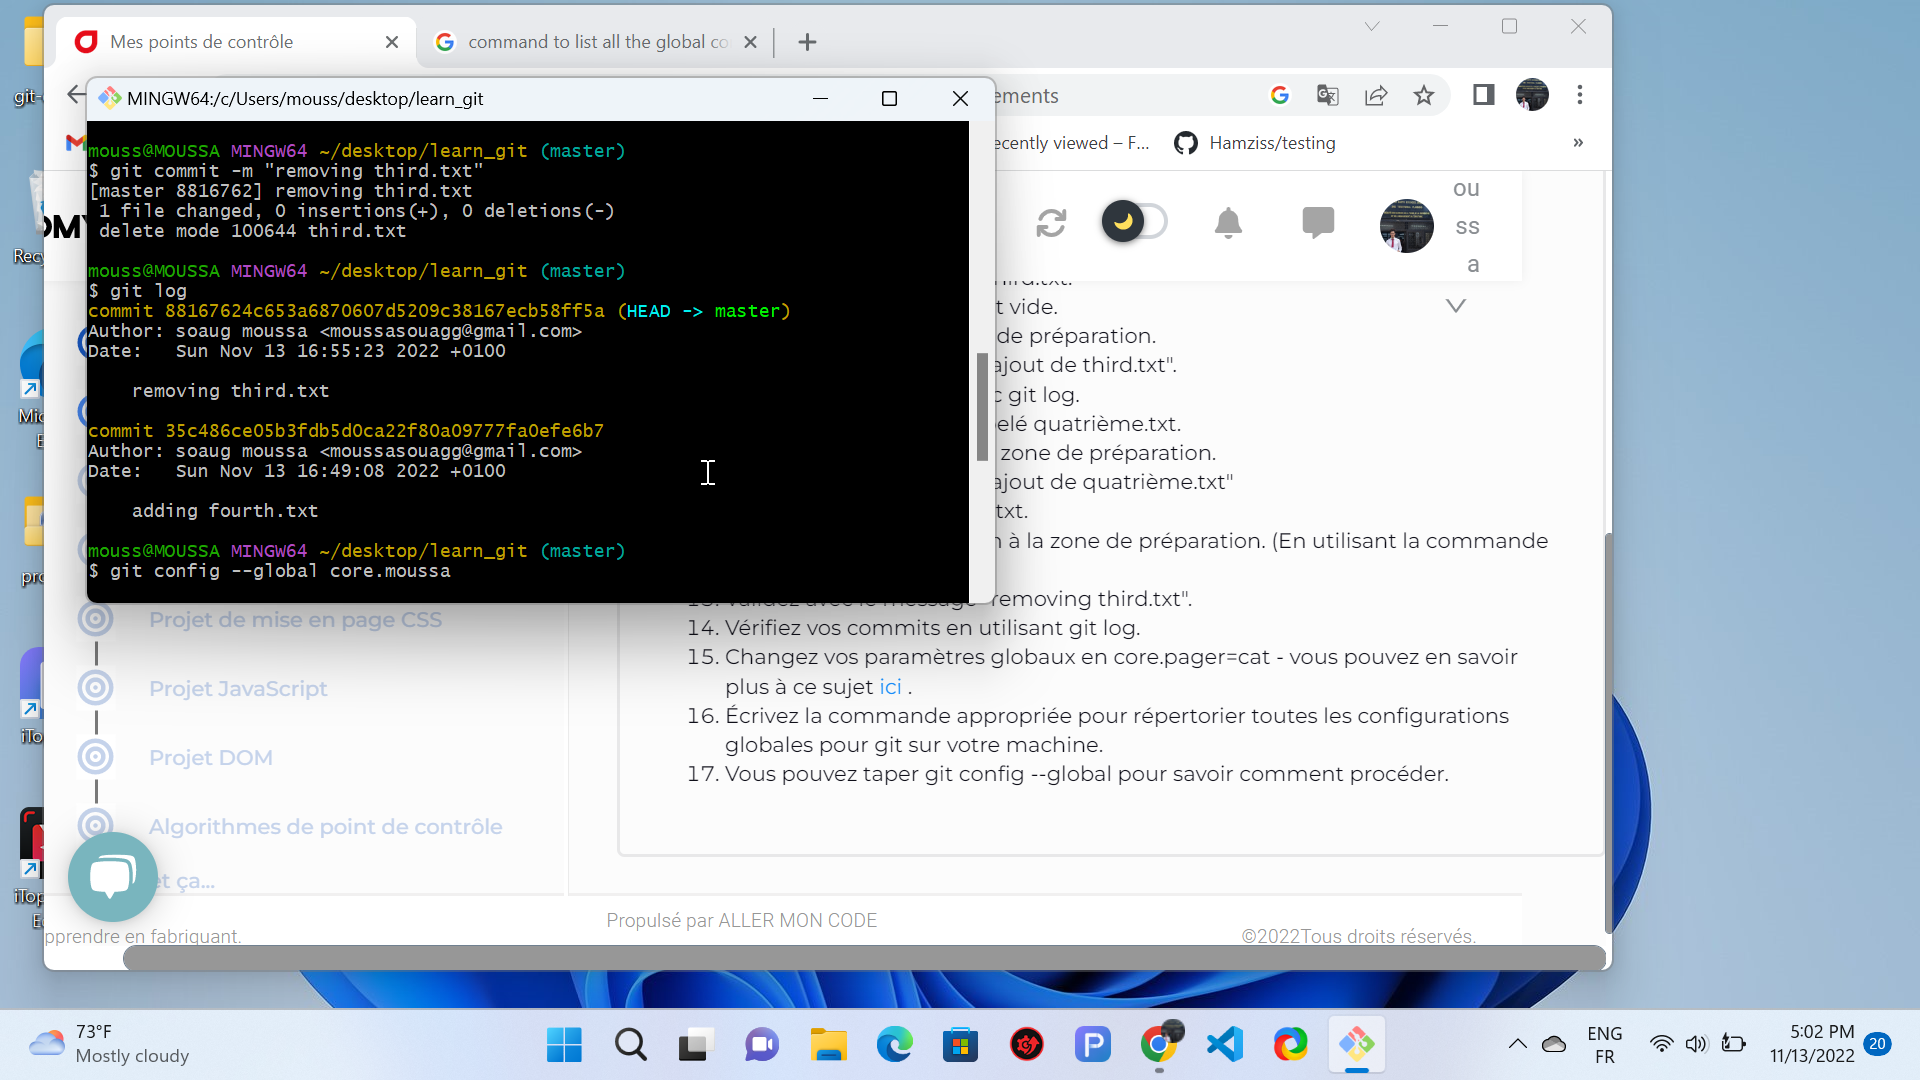 Mes points de contrôle
command to list all the global co
git-
MINGW64:/c/Users/mouss/desktop/learn_git
ements
ecently viewed – F...
Hamziss/testing
»
mouss@MOUSSA MINGW64 ~/desktop/learn_git (master)
$ git commit -m "removing third.txt"
[master 8816762] removing third.txt
1 file changed, 0 insertions(+), 0 deletions(-)
delete mode 100644 third.txt
mouss@MOUSSA MINGW64 ~/desktop/learn_git (master)
$ git log
commit 88167624c653a6870607d5209c38167ecb58ff5a (HEAD -> master)
Author: soaug moussa <moussasouagg@gmail.com>
Date:   Sun Nov 13 16:55:23 2022 +0100
removing third.txt
commit 35c486ce05b3fdb5d0ca22f80a09777fa0efe6b7
Author: soaug moussa <moussasouagg@gmail.com>
Date:   Sun Nov 13 16:49:08 2022 +0100
adding fourth.txt
mouss@MOUSSA MINGW64 ~/desktop/learn_git (master)
$ git config --global core.moussa
OMY
Recy
Mic
E
pro
iTo
iTop
Ec
ou
ss
a
t vide.
de préparation.
ajout de third.txt".
c git log.
elé quatrième.txt.
zone de préparation.
ajout de quatrième.txt"
txt.
n à la zone de préparation. (En utilisant la commande
removing third.txt".
14. Vérifiez vos commits en utilisant git log.
15. Changez vos paramètres globaux en core.pager=cat - vous pouvez en savoir
plus à ce sujet ici .
16. Écrivez la commande appropriée pour répertorier toutes les configurations
globales pour git sur votre machine.
17. Vous pouvez taper git config --global pour savoir comment procéder.
Projet de mise en page CSS
Projet JavaScript
Projet DOM
Algorithmes de point de contrôle
et ça...
pprendre en fabriquant.
Propulsé par ALLER MON CODE
©2022Tous droits réservés.
73°F
Mostly cloudy
ENG
FR
5:02 PM
11/13/2022
20